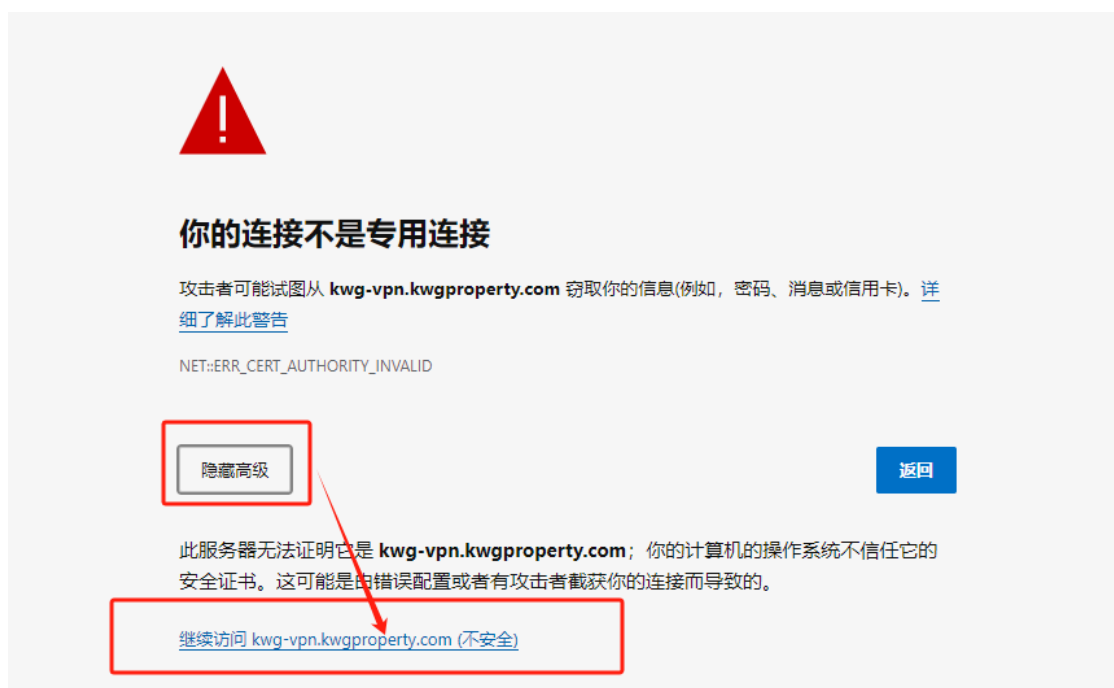 你的连接不是专用连接
攻击者可能试图从 kwg-vpn.kwgproperty.com 窃取你的信息(例如，密码、消息或信用卡)。详
细了解此警告
NET::ERR_CERT_AUTHORITY_INVALID
隐藏高级
返回
此服务器无法证明它是 kwg-vpn.kwgproperty.com；你的计算机的操作系统不信任它的
安全证书。这可能是由错误配置或者有攻击者截获你的连接而导致的。
继续访问 kwg-vpn.kwgproperty.com (不安全)